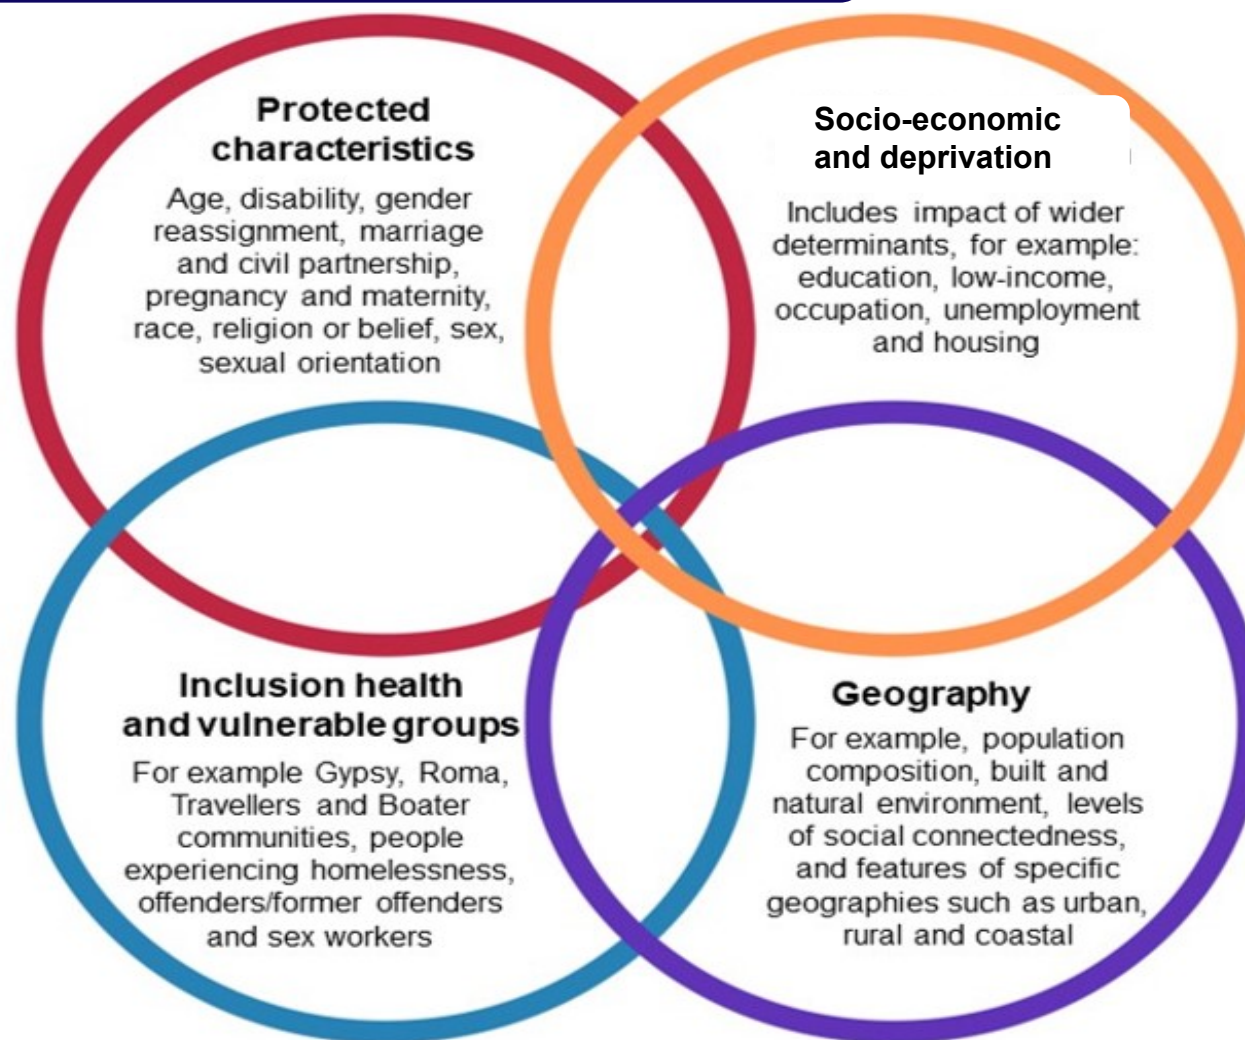 Protected
characteristics
Age, disability, gender
reassignment, marriage
and civil partnership,
pregnancy and maternity,
race, religion or belief, sex,
sexual orientation
Socio-economic
and deprivation
Includes impact of wider
determinants, for example:
education, low-income,
occupation, unemployment
and housing
Inclusion health
and vulnerable groups
For example Gypsy, Roma,
Travellers and Boater
communities, people
experiencing homelessness,
offenders/former offenders
and sex workers
Geography
For example, population
composition, built and
natural environment, levels
of social connectedness,
and features of specific
geographies such as urban,
rural and coastal